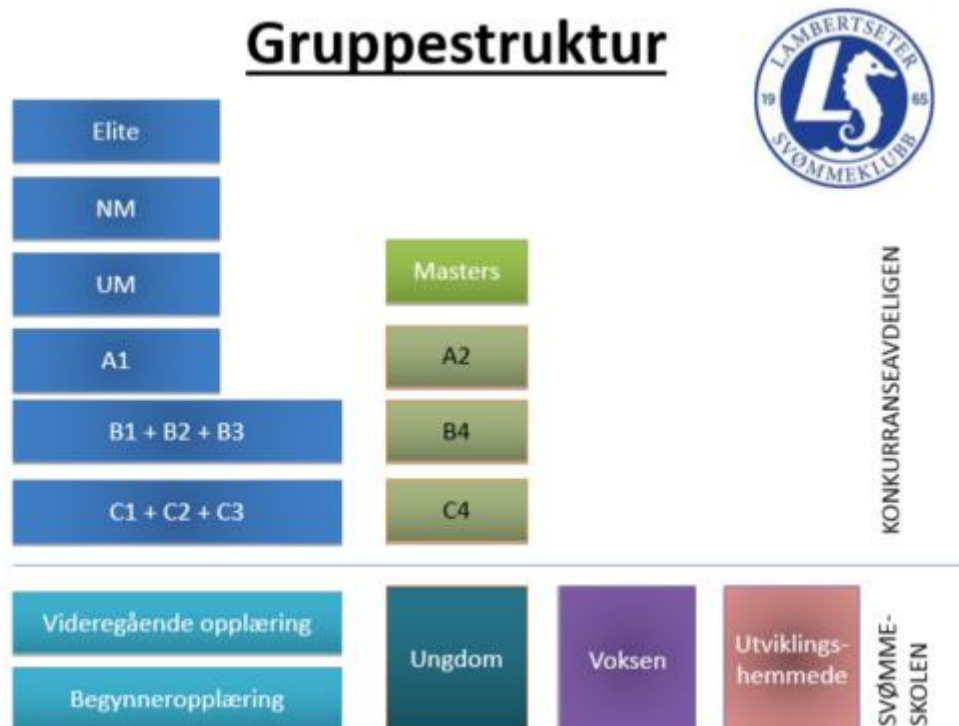 Gruppestruktur
LAMBERTSETER
19 65
SVØMMEKLUBB
Elite
NM
UM
Masters
A1
A2
B1 + B2 + B3
B4
C1 + C2 + C3
C4
KONKURRANSEAVDELIGEN
Videregående opplæring
Begynneropplæring
Ungdom
Voksen
Utviklings-
hemmede
SVØMME-
SKOLEN